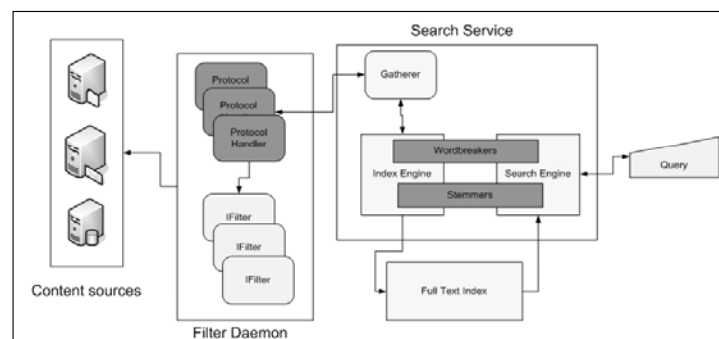 Search Service
Protocol
Protocol
Protocol
Handler
Gatherer
Wordbreakers
Index Engine
Search Engine
Query
Stemmers
IFilter
IFilter
IFilter
Content sources
Full Text Index
Filter Daemon